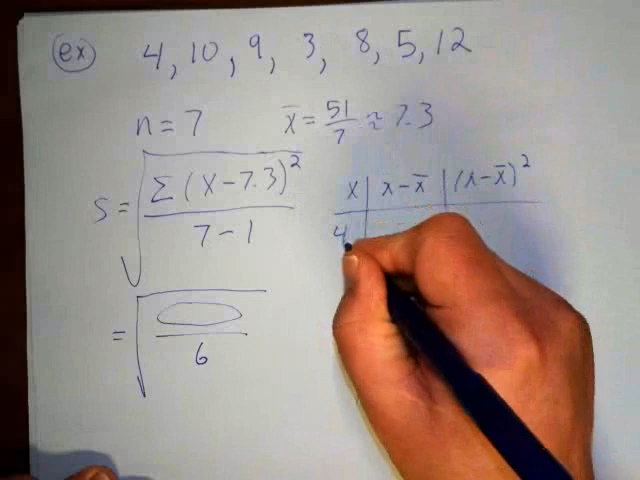 ex 4, 10, 9, 3, 8, 5, 12
n = 7 x̄ = 51/7 ≈ 7.3
s = √(Σ(x-7.3)²/(7-1))
x | x-x̄ | (x-x̄)²
4
= √( /6)